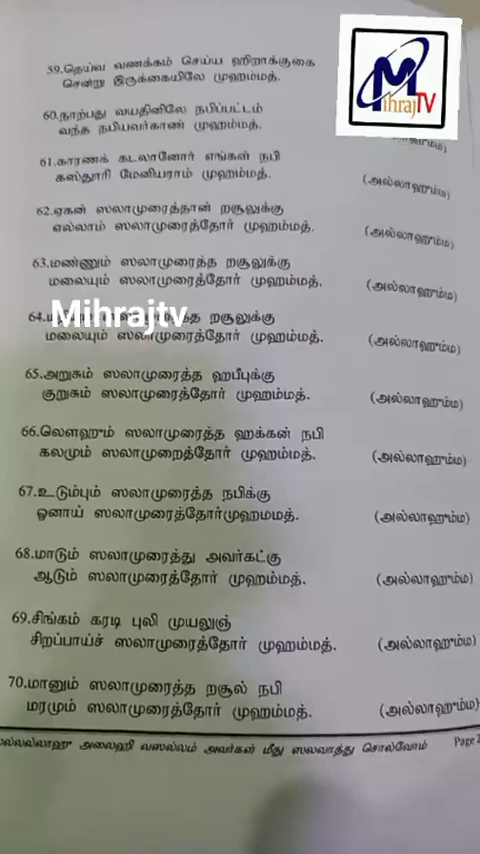 MihrajTV
59.தெய்வ வணக்கம் செய்ய ஹிறாக்குகை
சென்று இருக்கையிலே முஹம்மத்.
60.நாற்பது வயதினிலே நபிப்பட்டம்
வந்த நபியவர்காண் முஹம்மத்.
61.காரணக் கடலானோர் எங்கள் நபி
கஸ்தூரி மேனியராம் முஹம்மத். (அல்லாஹும்ம)
62.ஏகன் ஸலாமுரைத்தான் றசூலுக்கு
எல்லாம் ஸலாமுரைத்தோர் முஹம்மத். (அல்லாஹும்ம)
63.மண்ணும் ஸலாமுரைத்த றசூலுக்கு
மலையும் ஸலாமுரைத்தோர் முஹம்மத். (அல்லாஹும்ம)
Mihrajtv
64. றசூலுக்கு
மலையும் ஸலாமுரைத்தோர் முஹம்மத். (அல்லாஹும்ம)
65.அறுசும் ஸலாமுரைத்த ஹபீபுக்கு
குறுசும் ஸலாமுரைத்தோர் முஹம்மத். (அல்லாஹும்ம)
66.லெளஹும் ஸலாமுரைத்த ஹக்கன் நபி
கலமும் ஸலாமுறைத்தோர் முஹம்மத். (அல்லாஹும்ம)
67.உடும்பும் ஸலாமுரைத்த நபிக்கு
ஓனாய் ஸலாமுரைத்தோர்முஹமமத். (அல்லாஹும்ம)
68.மாடும் ஸலாமுரைத்து அவர்கட்கு
ஆடும் ஸலாமுரைத்தோர் முஹம்மத். (அல்லாஹும்ம)
69.சிங்கம் கரடி புலி முயலுஞ்
சிறப்பாய்ச் ஸலாமுரைத்தோர் முஹம்மத். (அல்லாஹும்ம)
70.மானும் ஸலாமுரைத்த றசூல் நபி
மரமும் ஸலாமுரைத்தோர் முஹம்மத். (அல்லாஹும்ம)
ஸல்லல்லாஹு அலைஹி வஸல்லம் அவர்கள் மீது ஸலவாத்து சொல்வோம் Page